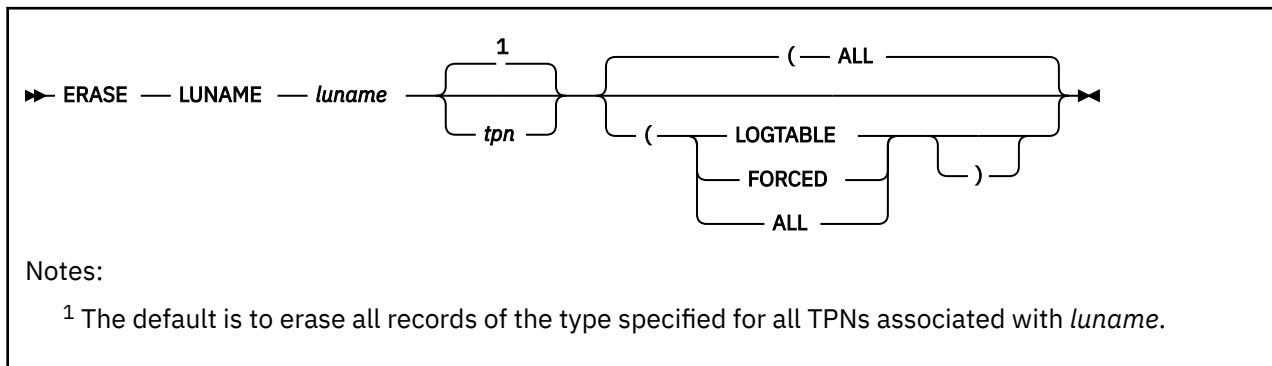 1
( ALL
ERASE LUNAME luname
tpn
( LOGTABLE
FORCED
)
ALL
Notes:
1 The default is to erase all records of the type specified for all TPNs associated with luname.